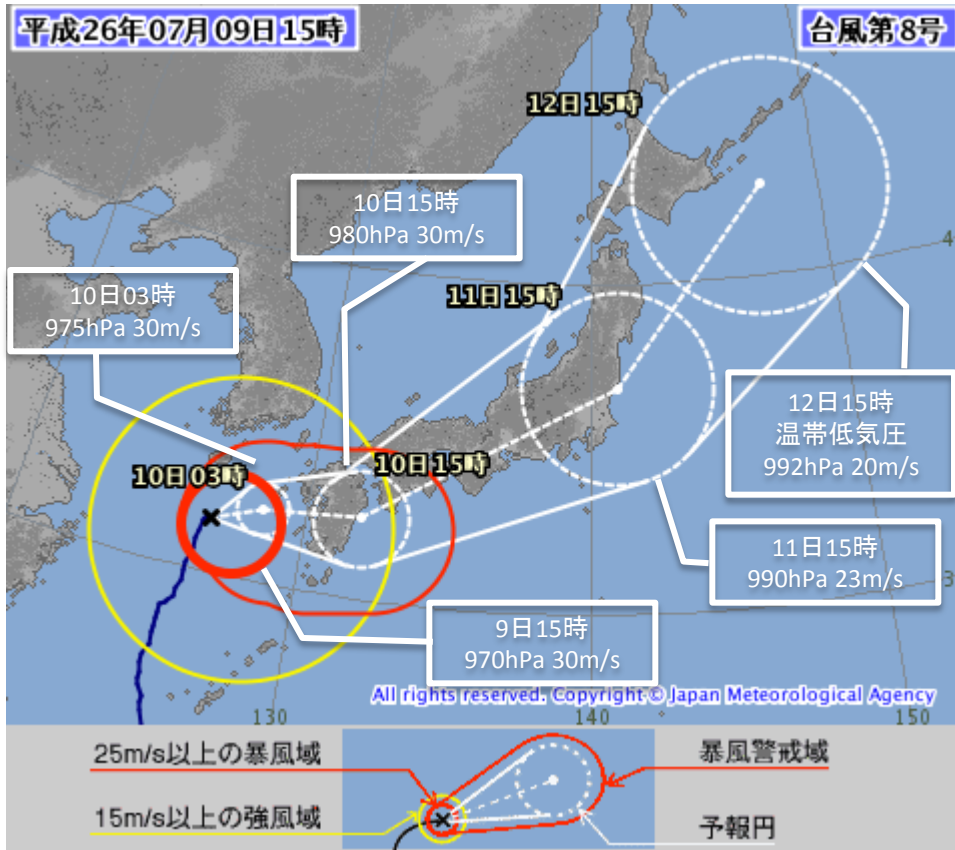 平成26年07月09日15時
台風第8号
12日15時
10日15時
980hPa 30m/s
11日15時
10日03時
975hPa 30m/s
12日15時
温帯低気圧
992hPa 20m/s
10日03時
10日15時
11日15時
990hPa 23m/s
9日15時
970hPa 30m/s
All rights reserved. Copyright © Japan Meteorological Agency
130
140
150
25m/s以上の暴風域
暴風警戒域
15m/s以上の強風域
予報円